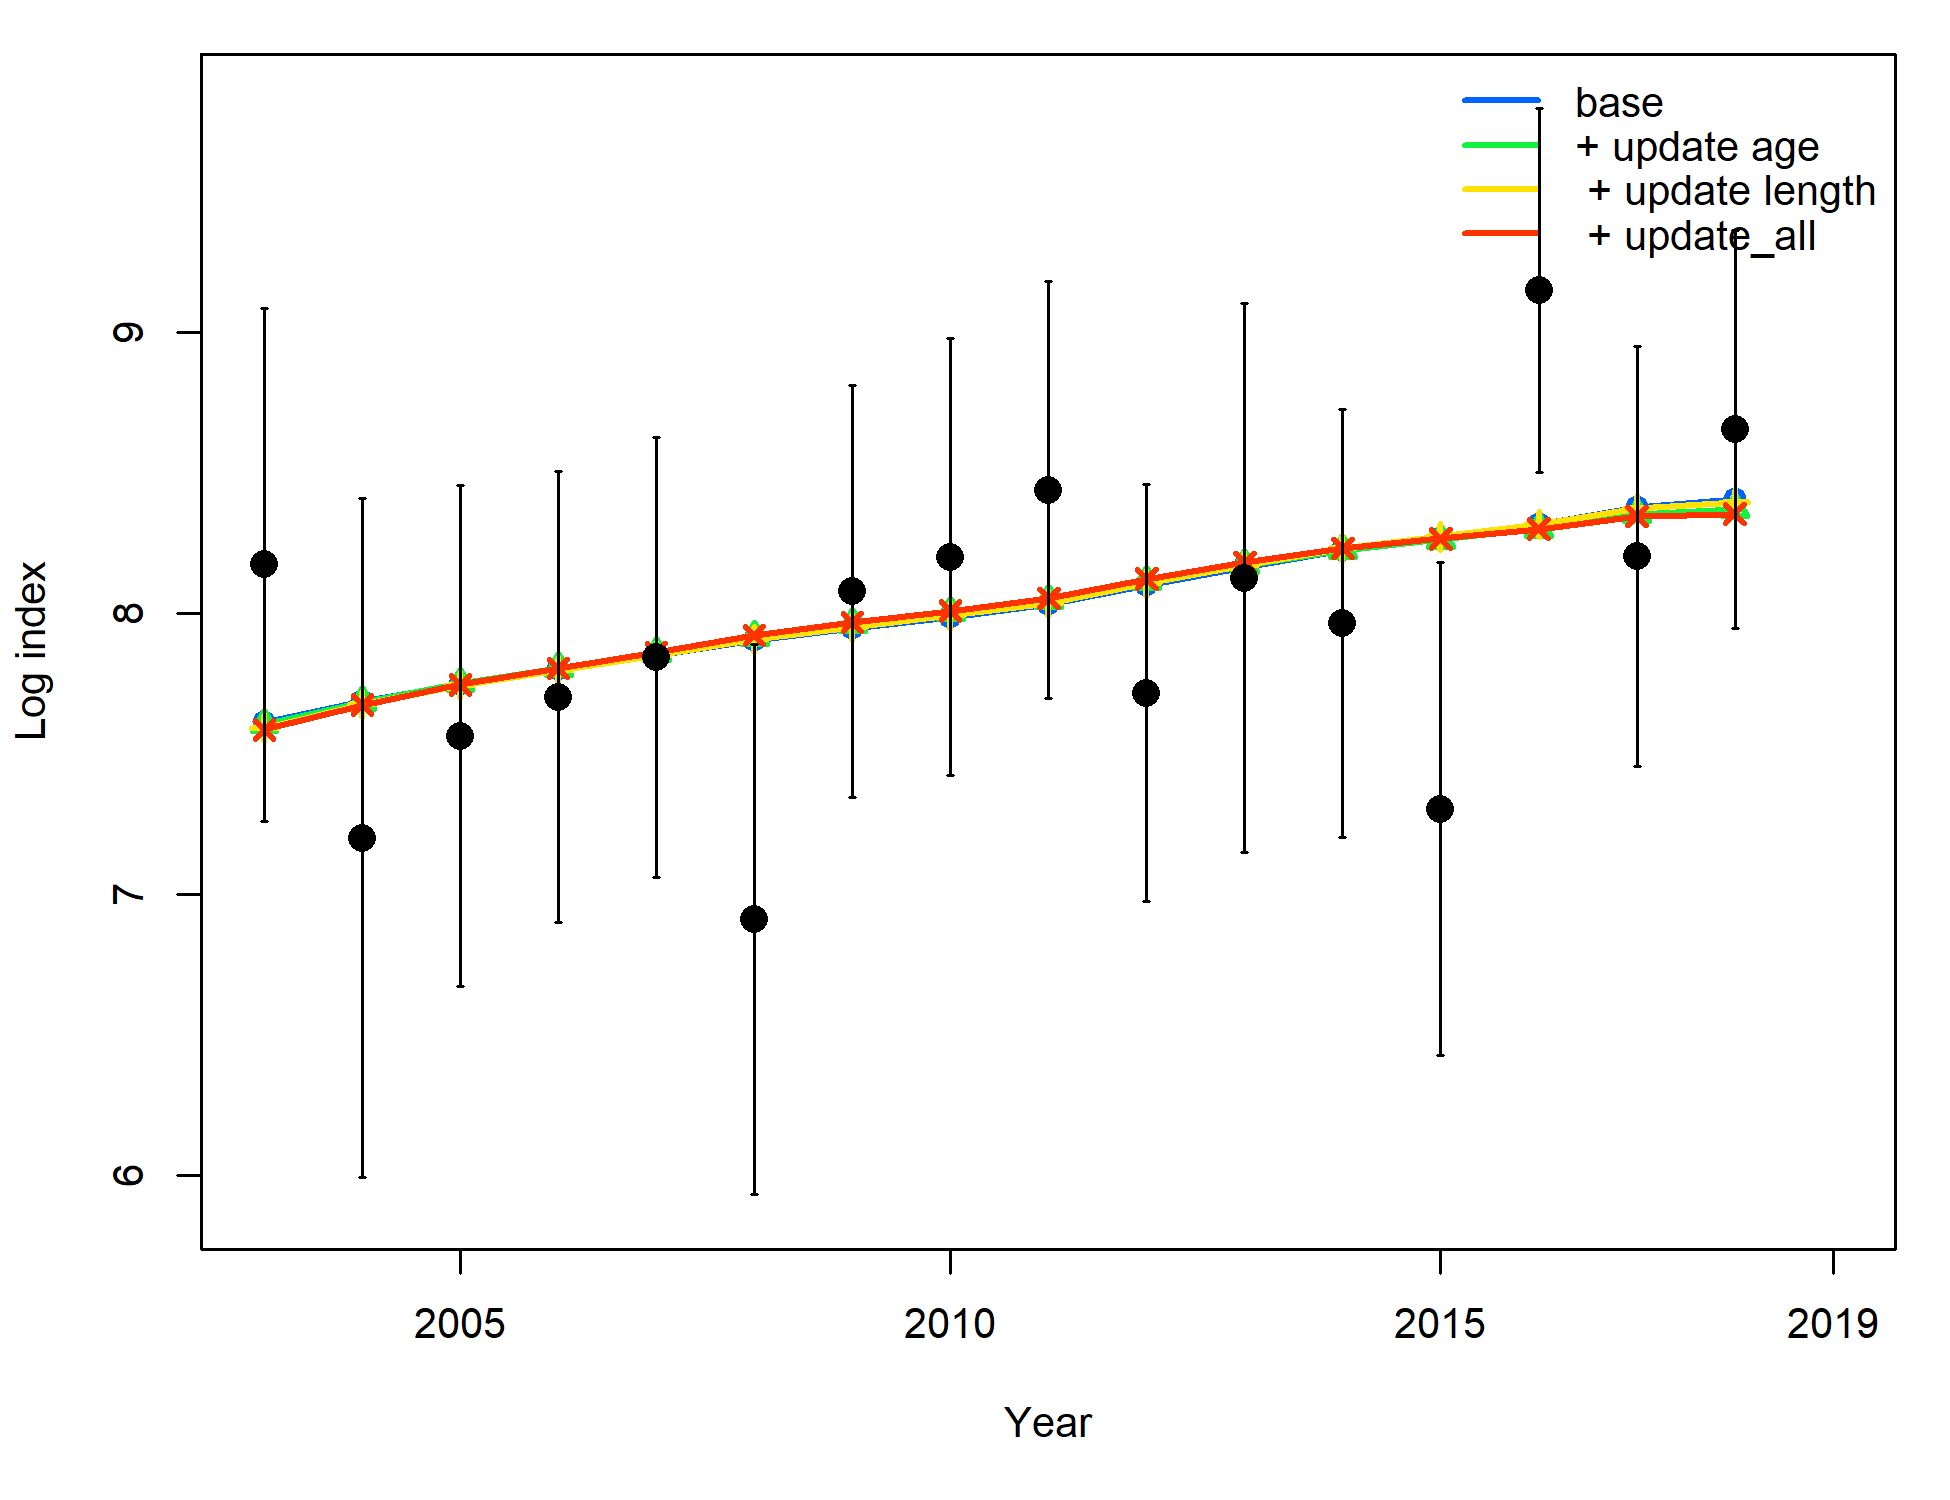 base
+ update age
+ update length
+ update_all
Log index
9
8
7
6
2005 2010 2015 2019
Year